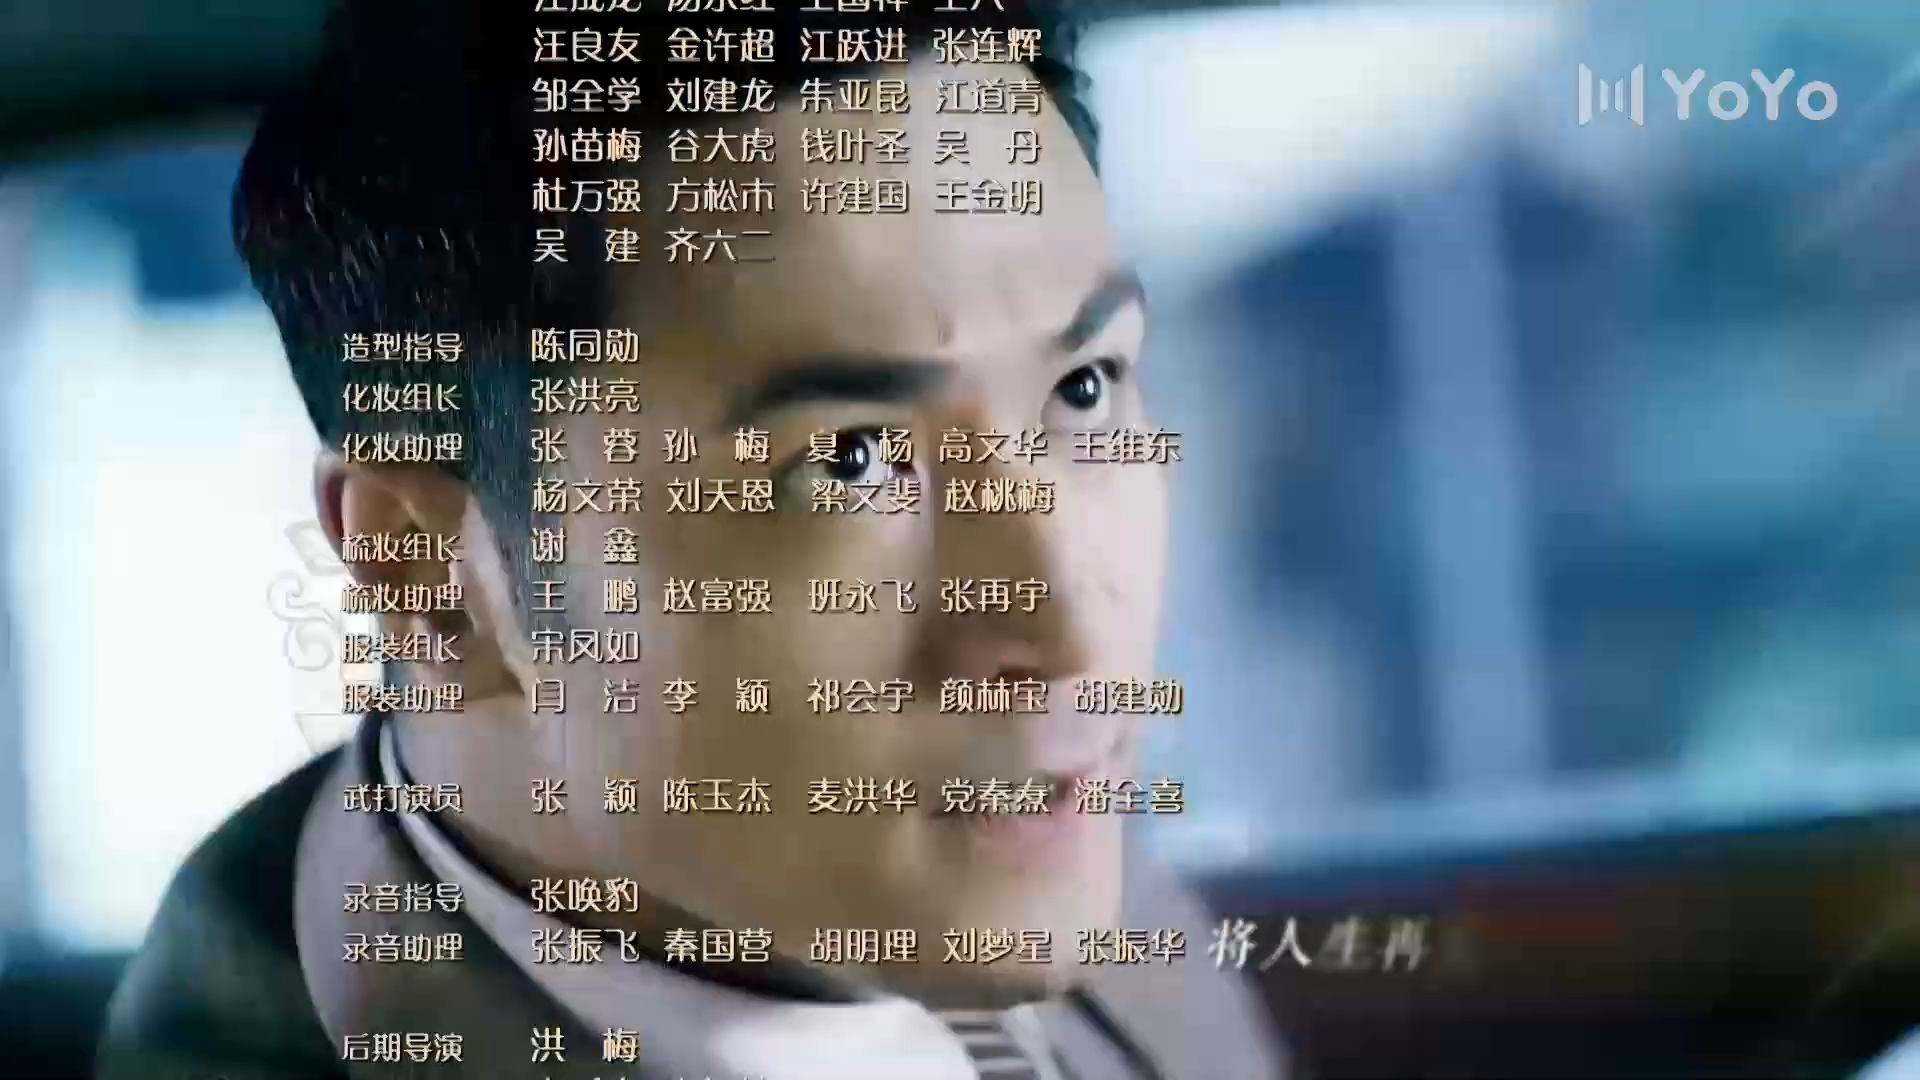 汪良友 金许超 江跃进 张连辉
邹全学 刘建龙 朱亚昆 江道青
孙苗梅 谷大虎 钱叶圣 吴 丹
杜万强 方松市 许建国 王金明
吴 建 齐六二
造型指导 陈同勋
化妆组长 张洪亮
化妆助理 张 蓉 孙 梅 夏 杨 高文华 王维东
杨文荣 刘天恩 梁文斐 赵桃梅
梳妆组长 谢 鑫
梳妆助理 王 鹏 赵富强 班永飞 张再宇
服装组长 宋凤如
服装助理 闫 洁 李 颖 祁会宇 颜林宝 胡建勋
武打演员 张 颖 陈玉杰 麦洪华 党秦焘 潘全喜
录音指导 张唤豹
录音助理 张振飞 秦国营 胡明理 刘梦星 张振华
将人生再
后期导演 洪 梅
YoYo